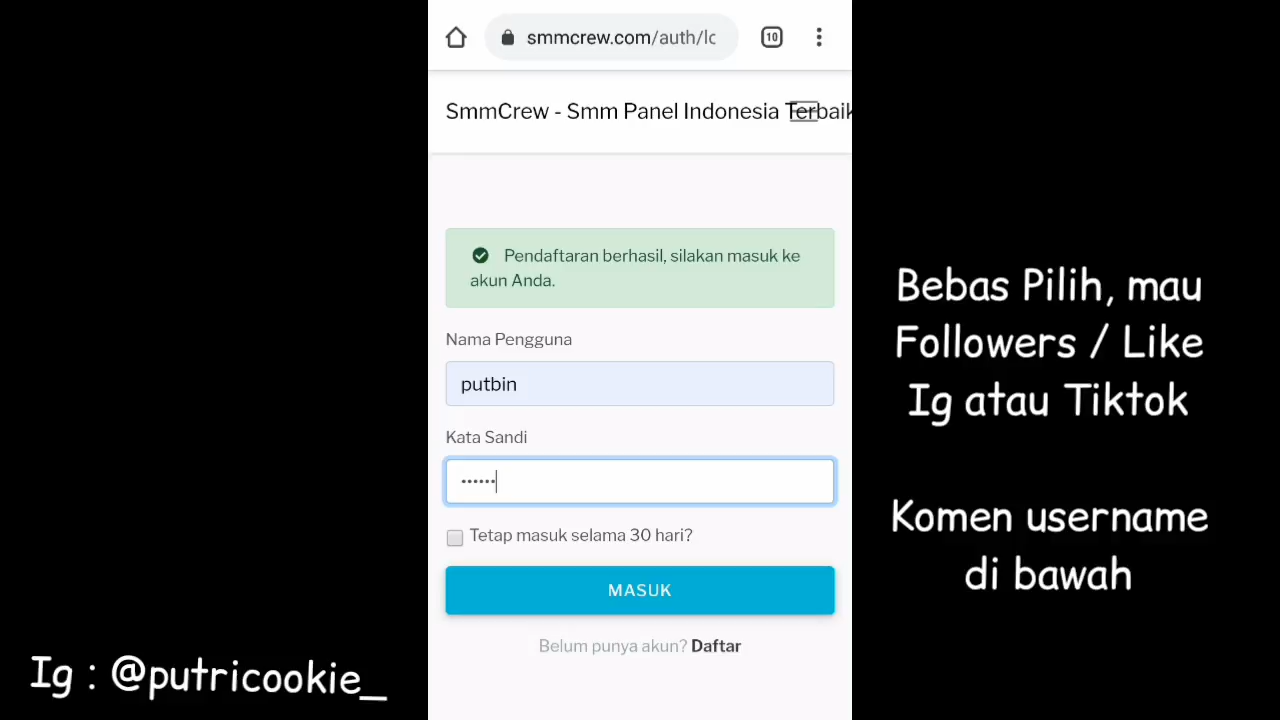 smmcrew.com/auth/lo
10
SmmCrew - Smm Panel Indonesia Terbaik
Pendaftaran berhasil, silakan masuk ke
akun Anda.
Nama Pengguna
putbin
Kata Sandi
••••••
Tetap masuk selama 30 hari?
MASUK
Belum punya akun? Daftar
Bebas Pilih, mau
Followers / Like
Ig atau Tiktok
Komen username
di bawah
Ig : @putricookie_